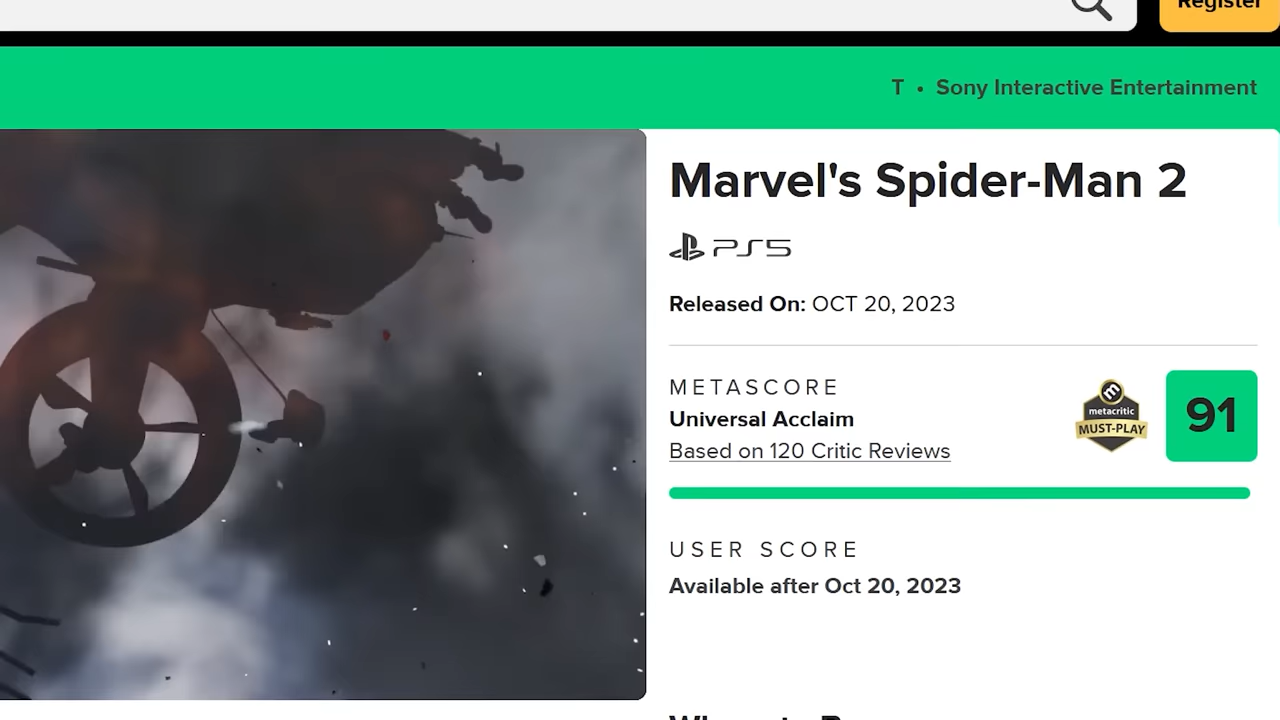 Register
T • Sony Interactive Entertainment
Marvel's Spider-Man 2
PS5
Released On: OCT 20, 2023
METASCORE
Universal Acclaim
Based on 120 Critic Reviews
m
metacritic
MUST-PLAY
91
USER SCORE
Available after Oct 20, 2023